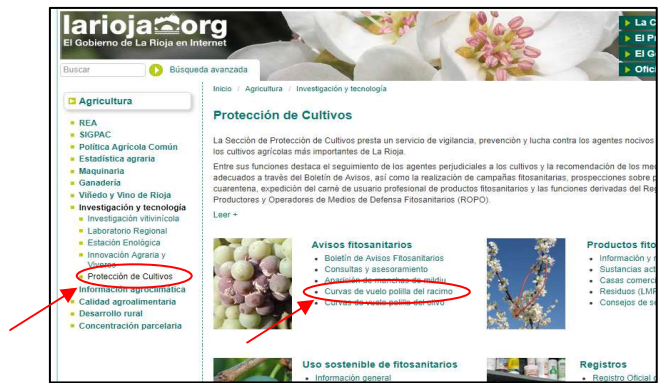 larioja.org
El Gobierno de La Rioja en Internet
Buscar
Búsqueda avanzada
La C
El P
El G
Ofic
Inicio / Agricultura / Investigación y tecnología
Agricultura
REA
SIGPAC
Política Agrícola Común
Estadística agraria
Maquinaria
Ganadería
Viñedo y Vino de Rioja
Investigación y tecnología
Investigación vitivinícola
Laboratorio Regional
Estación Enológica
Innovación Agraria y
Viveros
Protección de Cultivos
Información agroclimática
Calidad agroalimentaria
Desarrollo rural
Concentración parcelaria
Protección de Cultivos
La Sección de Protección de Cultivos presta un servicio de vigilancia, prevención y lucha contra los agentes nocivos
los cultivos agrícolas más importantes de La Rioja.
Entre sus funciones destaca el seguimiento de los agentes perjudiciales a los cultivos y la recomendación de los me
adecuados a través del Boletín de Avisos, así como la realización de campañas fitosanitarias, prospecciones sobre p
cuarentena, expedición del carné de usuario profesional de productos fitosanitarios y las funciones derivadas del Reg
Productores y Operadores de Medios de Defensa Fitosanitarios (ROPO).
Leer +
Avisos fitosanitarios
Boletín de Avisos Fitosanitarios
Consultas y asesoramiento
Aparición de manchas de mildiu
Curvas de vuelo polilla del racimo
Curvas de vuelo polilla del olivo
Productos fito
Información y r
Sustancias act
Casas comerc
Residuos (LMR
Consejos de se
Uso sostenible de fitosanitarios
Información general
Registros
Registro Oficial d